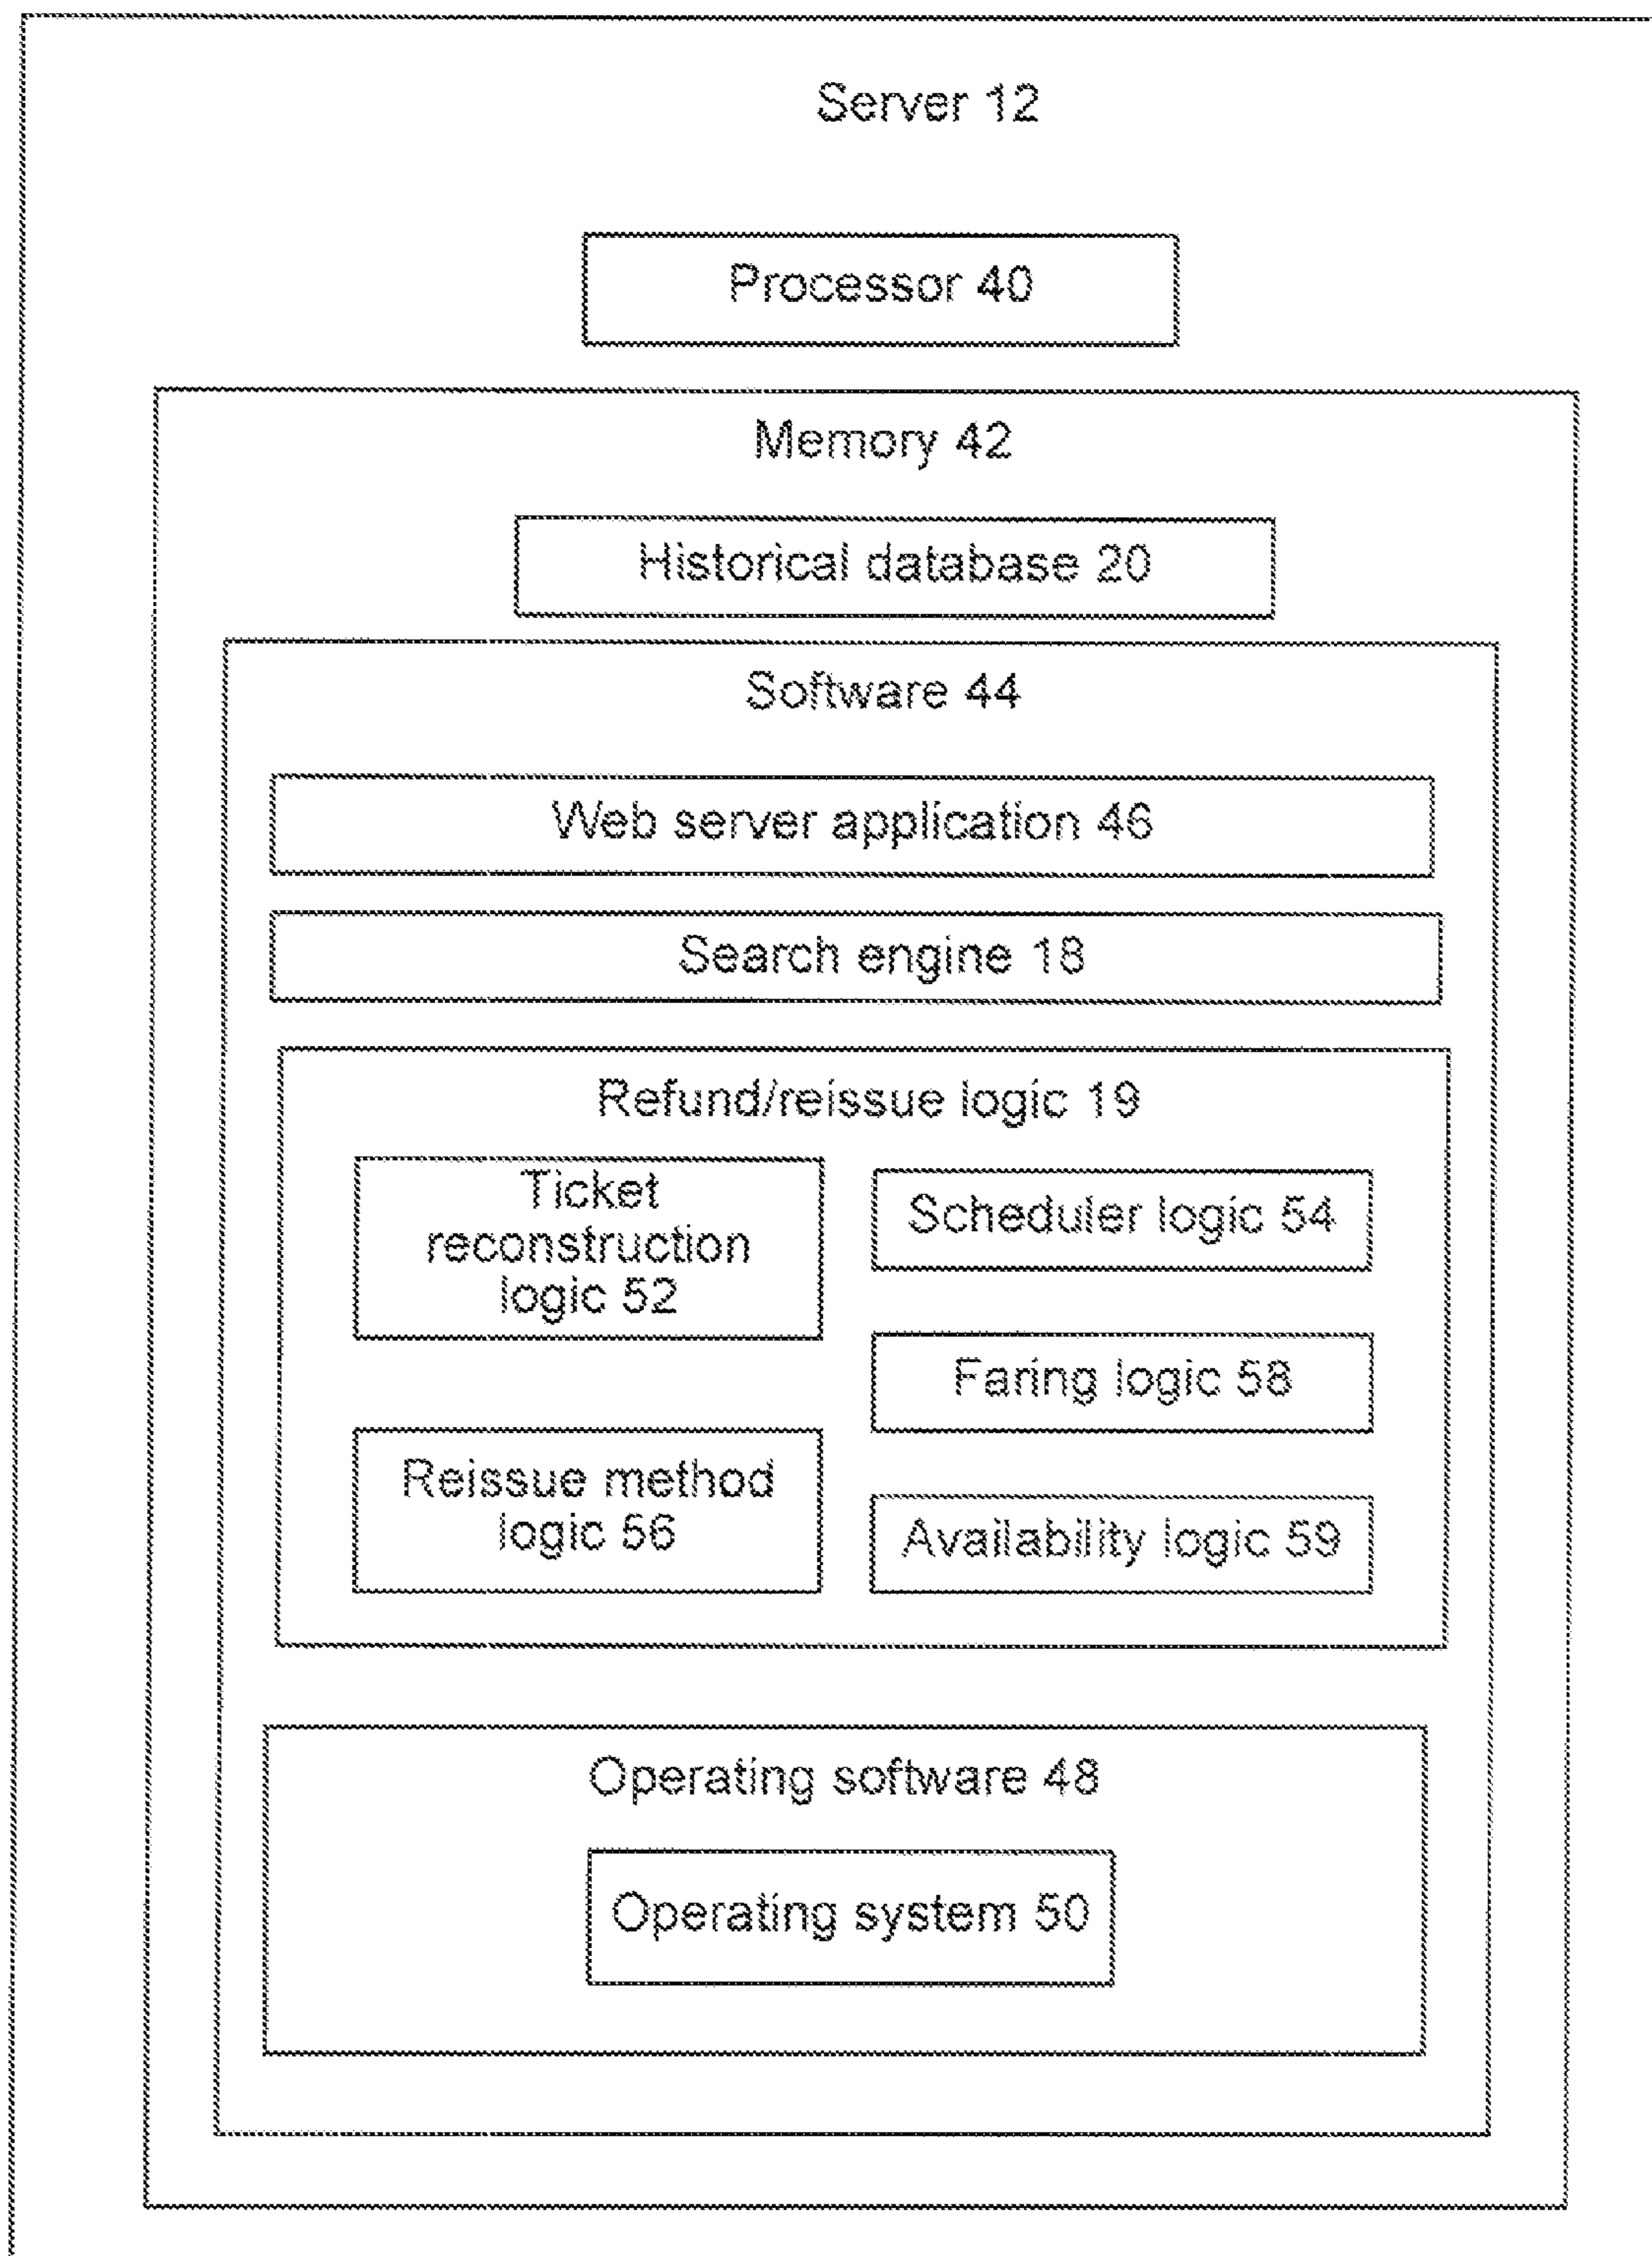 Server 12
Processor 40
Memory 42
Historical database 20
Software 44
Web server application 46
Search engine 18
Refund/reissue logic 19
Ticket
reconstruction
logic 52
Scheduler logic 54
Faring logic 58
Reissue method
logic 56
Availability logic 59
Operating software 48
Operating system 50